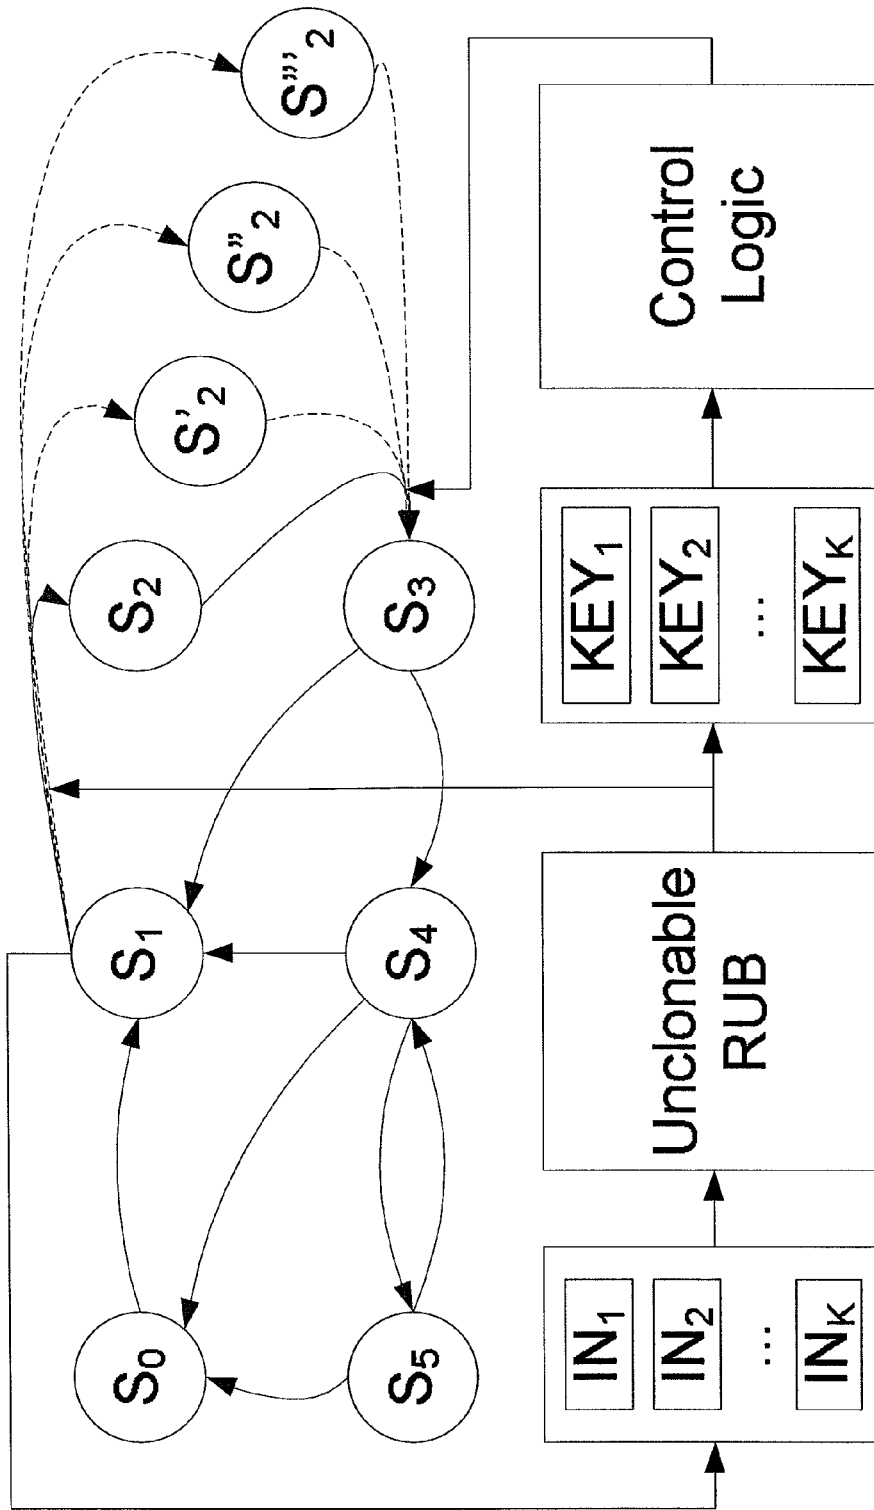 S0
S1
S2
S'2
S"2
S"'2
S5
S4
S3
IN1
IN2
...
INK
Unclonable
RUB
KEY1
KEY2
...
KEYK
Control
Logic